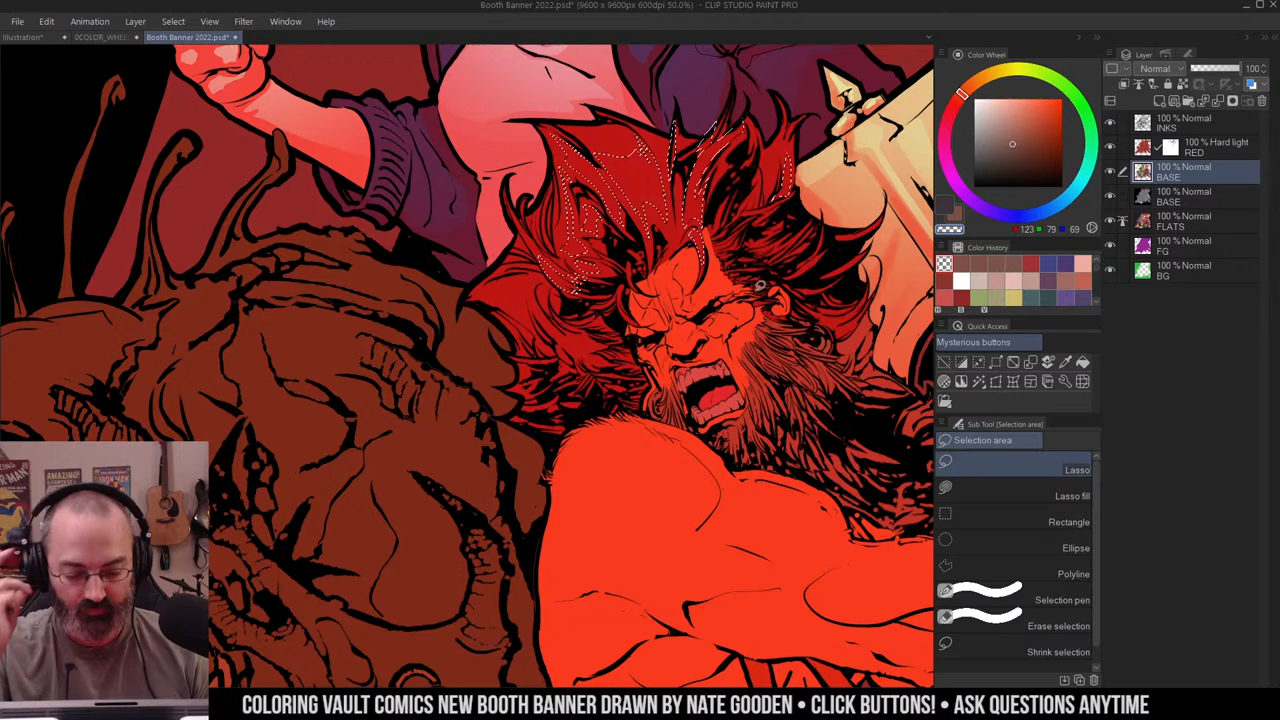 Booth Banner 2022.psd* (9600 x 9600px 600dpi 50.0%) - CLIP STUDIO PAINT PRO
File Edit Animation Layer Select View Filter Window Help
Illustration* 0COLOR_WHE Booth Banner 2022.psd*
Color Wheel
123 79 69
Color History
H S V
Quick Access
Mysterious buttons
Sub Tool [Selection area]
Selection area
Lasso
Lasso fill
Rectangle
Ellipse
Polyline
Selection pen
Erase selection
Shrink selection
Layer
Normal 100
100 % Normal
INKS
100 % Hard light
RED
100 % Normal
BASE
100 % Normal
BASE
100 % Normal
FLATS
100 % Normal
FG
100 % Normal
BG
COLORING VAULT COMICS NEW BOOTH BANNER DRAWN BY NATE GOODEN • CLICK BUTTONS! • ASK QUESTIONS ANYTIME